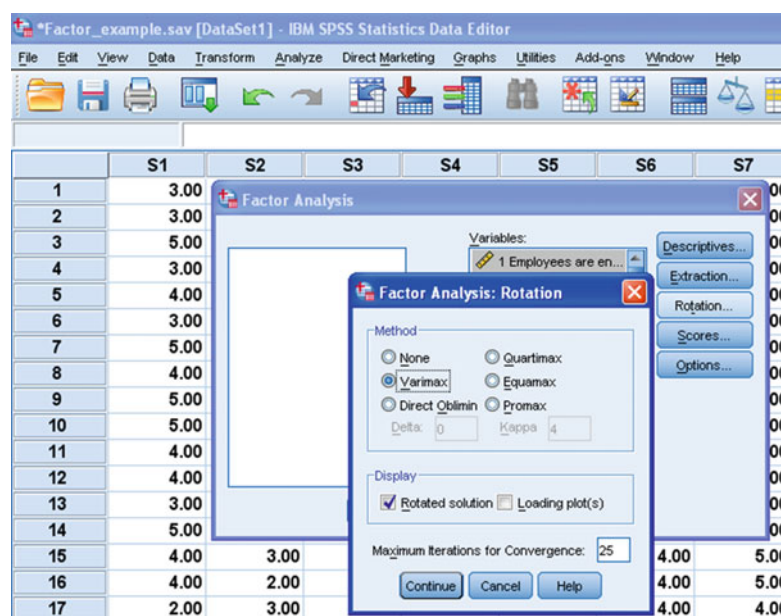 *Factor_example.sav [DataSet1] - IBM SPSS Statistics Data Editor
File Edit View Data Transform Analyze Direct Marketing Graphs Utilities Add-ons Window Help
S1 S2 S3 S4 S5 S6 S7
1 3.00
2 3.00
3 5.00
4 3.00
5 4.00
6 3.00
7 5.00
8 4.00
9 5.00
10 5.00
11 4.00
12 4.00
13 3.00
14 5.00
15 4.00 3.00 4.00 5.00
16 4.00 2.00 4.00 5.00
17 2.00 3.00 4.00 4.00
Factor Analysis
Variables:
1 Employees are en...
Descriptives...
Extraction...
Rotation...
Scores...
Options...
Factor Analysis: Rotation
Method
None Quartimax
Varimax Equamax
Direct Oblimin Promax
Delta: 0 Kappa 4
Display
Rotated solution Loading plot(s)
Maximum Iterations for Convergence: 25
Continue Cancel Help